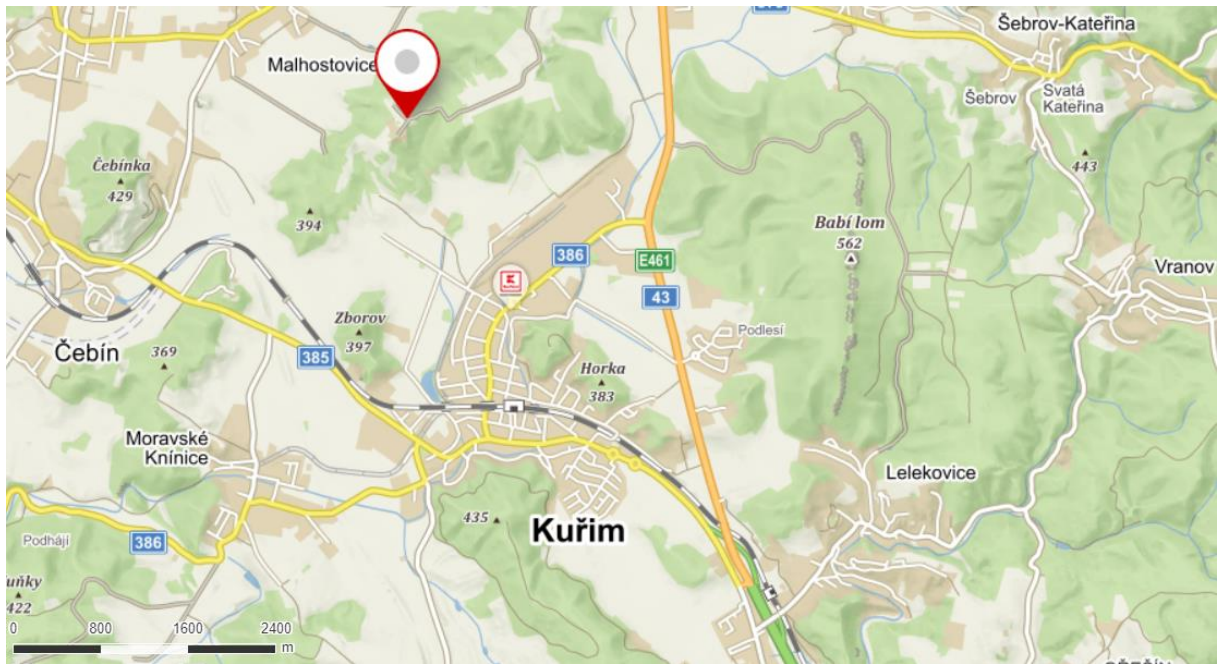 Šebrov-Kateřina
Malhostovice
Šebrov
Svatá
Kateřina
Čebínka
429
443
394
Babí lom
562
386
E461
43
Vranov
Zborov
397
Podlesí
Čebín
369
385
Horka
383
Moravské
Knínice
Lelekovice
435
Kuřim
Podhájí
386
422
0 800 1600 2400
m